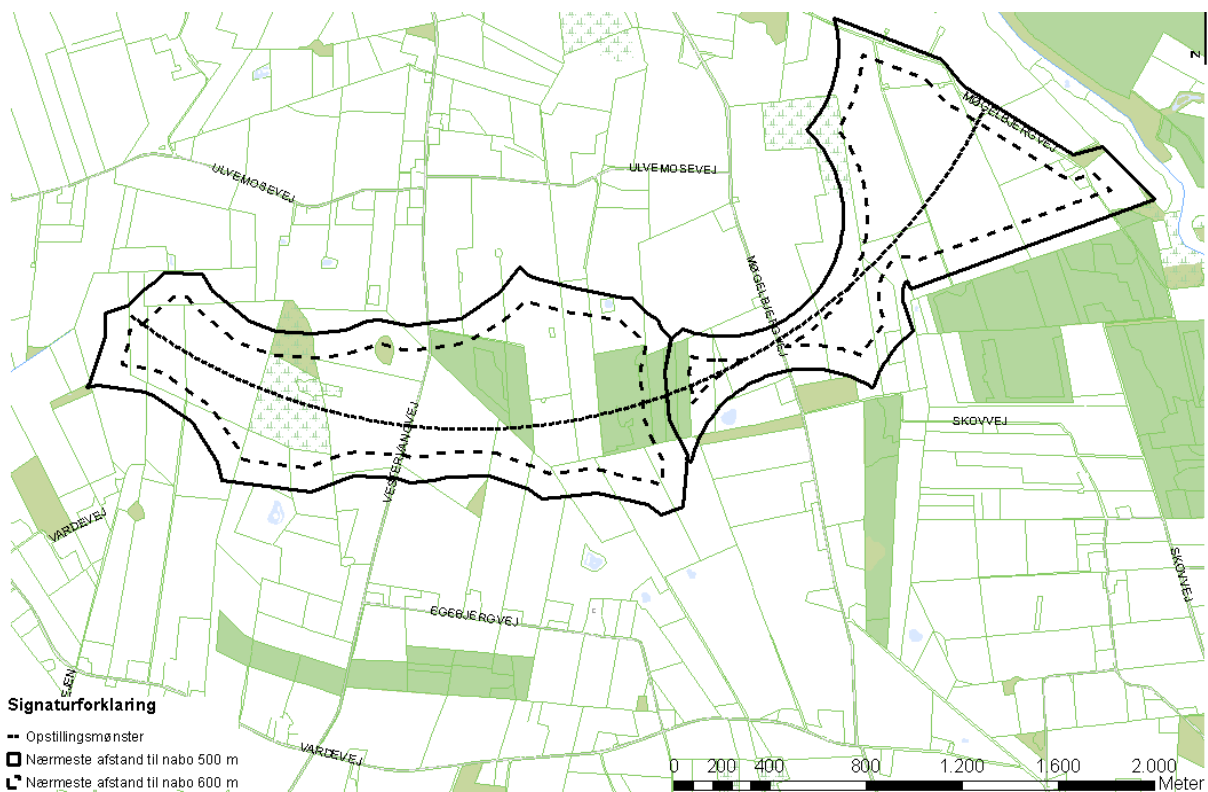 z
MØGELBJERGVEJ
ULVEMOSEVEJ
ULVEMOSEVEJ
MØGELBJERGVEJ
VESTERVANGVEJ
SKOVVEJ
VARDEVEJ
SKOVVEJ
EGEBJERGVEJ
EJEN
VARDEVEJ
Signaturforklaring
Opstillingsmønster
Nærmeste afstand til nabo 500 m
Nærmeste afstand til nabo 600 m
0 200 400 800 1.200 1.600 2.000
Meter